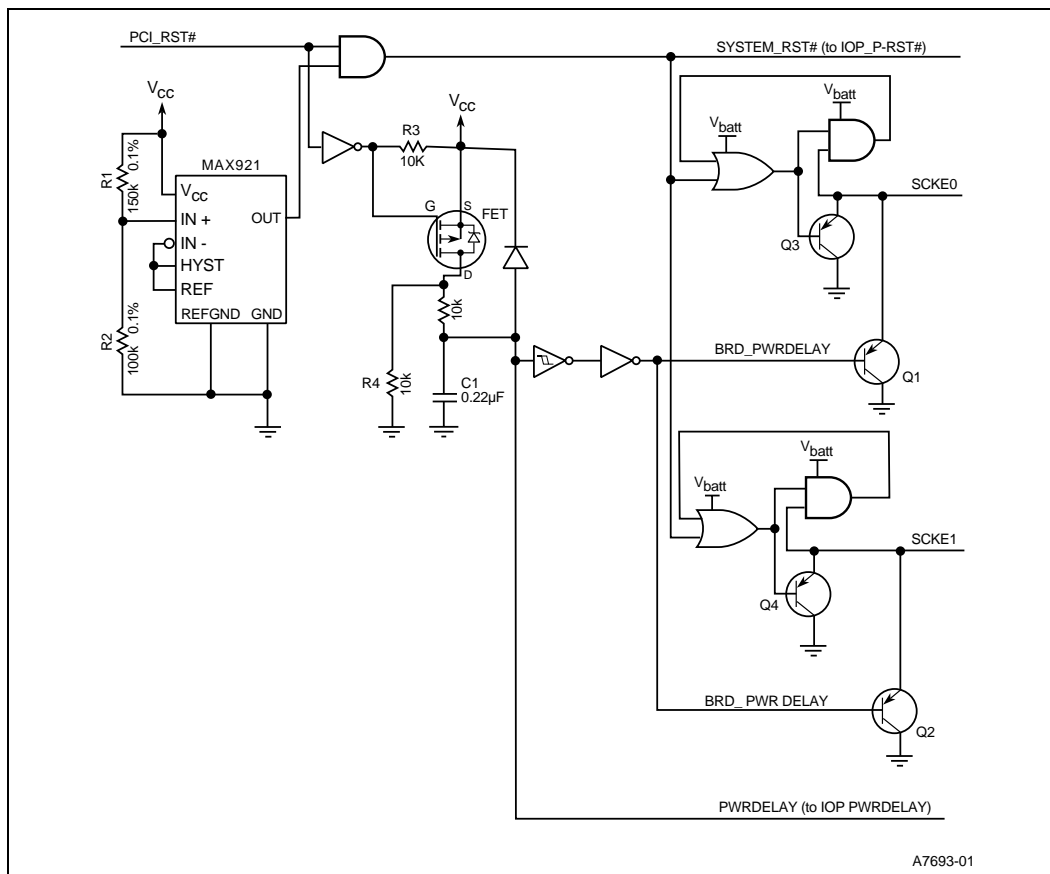 PCI_RST#
SYSTEM_RST# (to IOP_P-RST#)
Vcc
Vcc
Vbatt
Vbatt
R3
10K
R1
150k 0.1%
MAX921
Vcc
IN +
IN -
HYST
REF
OUT
REFGND GND
G
S
FET
D
SCKE0
Q3
R2
100k 0.1%
10k
R4
10k
C1
0.22µF
BRD_PWRDELAY
Q1
Vbatt
Vbatt
SCKE1
Q4
BRD_ PWR DELAY
Q2
PWRDELAY (to IOP PWRDELAY)
A7693-01